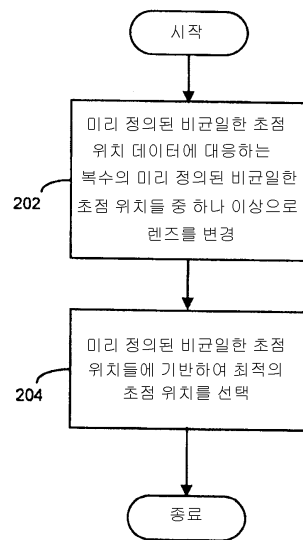 시작
미리 정의된 비균일한 초점
위치 데이터에 대응하는
복수의 미리 정의된 비균일한
초점 위치들 중 하나 이상으로
렌즈를 변경
202
미리 정의된 비균일한 초점
위치들에 기반하여 최적의
초점 위치를 선택
204
종료